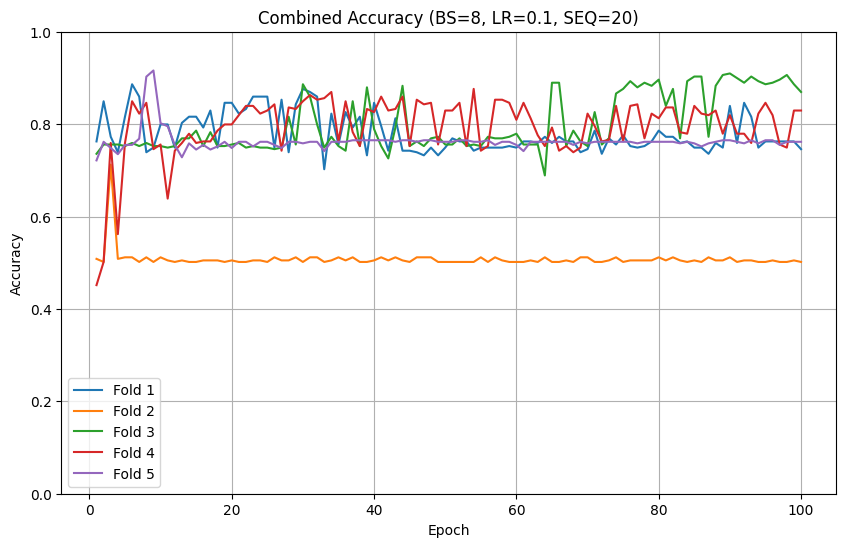 Combined Accuracy (BS=8, LR=0.1, SEQ=20)
1.0
0.8
0.6
0.4
0.2
0.0
Accuracy
Fold 1
Fold 2
Fold 3
Fold 4
Fold 5
0 20 40 60 80 100
Epoch